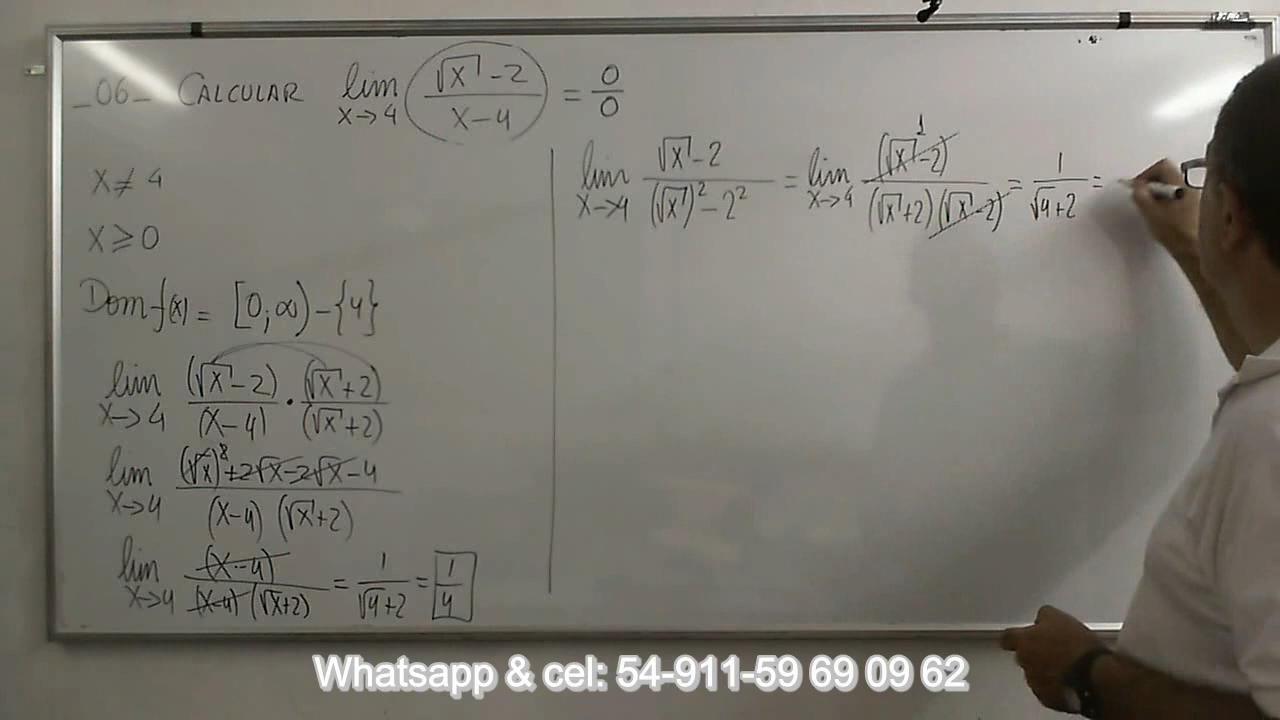 _06_ CALCULAR lim x→4 (√x - 2)/(x - 4) = 0/0
x ≠ 4
x ≥ 0
Dom f(x) = [0; ∞) - {4}
lim x→4 (√x - 2)/(x - 4) · (√x + 2)/(√x + 2)
lim x→4 ((√x)² + 2√x - 2√x - 4)/((x - 4) (√x + 2))
lim x→4 (x - 4)/((x - 4)(√x + 2)) = 1/(√4 + 2) = 1/4
lim x→4 (√x - 2)/((√x)² - 2²) = lim x→4 (√x - 2) 1/((√x + 2)(√x - 2)) = 1/(√4 + 2) =
Whatsapp & cel: 54-911-59 69 09 62